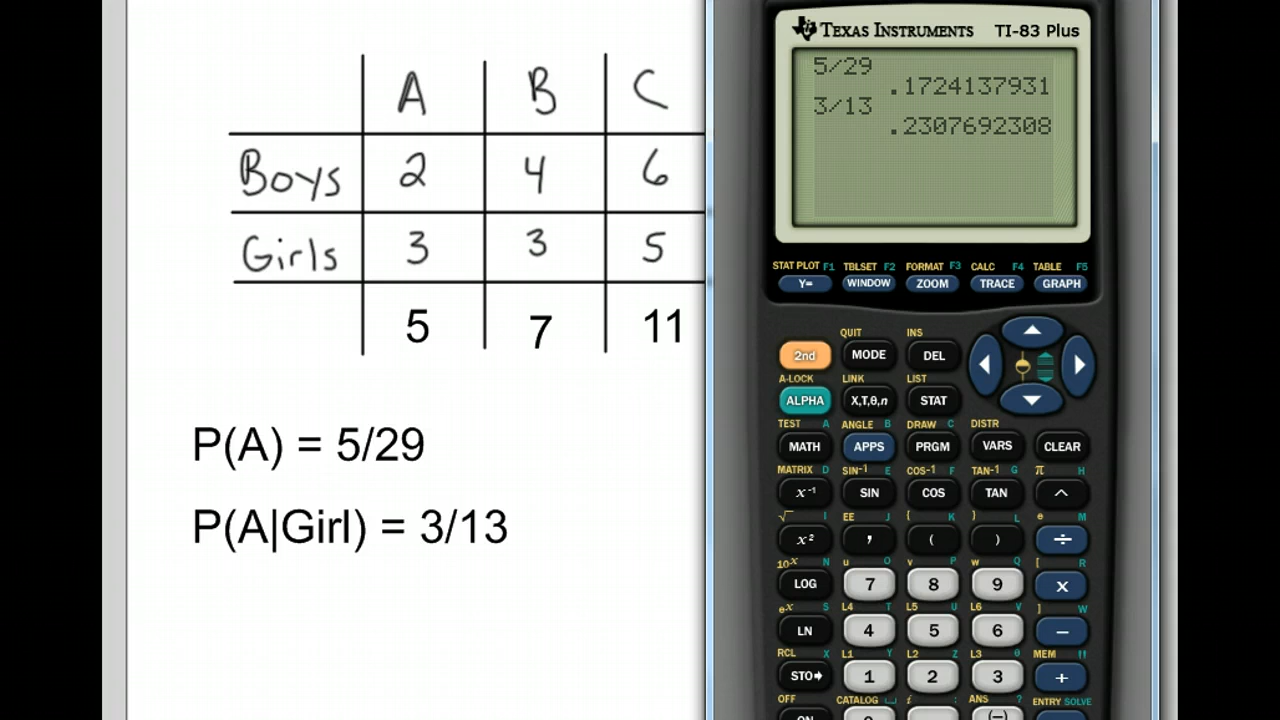 A B C
Boys 2 4 6
Girls 3 3 5
5 7 11
P(A) = 5/29
P(A|Girl) = 3/13
TEXAS INSTRUMENTS TI-83 Plus
5/29
.1724137931
3/13
.2307692308
STAT PLOT F1 TBLSET F2 FORMAT F3 CALC F4 TABLE F5
Y= WINDOW ZOOM TRACE GRAPH
QUIT INS
2nd MODE DEL
A-LOCK LINK LIST
ALPHA X,T,θ,n STAT
TEST A ANGLE B DRAW C DISTR
MATH APPS PRGM VARS CLEAR
MATRIX D SIN⁻¹ E COS⁻¹ F TAN⁻¹ G π H
x⁻¹ SIN COS TAN ^
√ I EE J { K } L e M
x² , ( ) ÷
10ˣ N u O v P w Q [ R
LOG 7 8 9 x
eˣ S L4 T L5 U L6 V ] W
LN 4 5 6 −
RCL X L1 Y L2 Z L3 θ MEM "
STO➔ 1 2 3 +
OFF CATALOG i : ANS ? ENTRY SOLVE
(−)